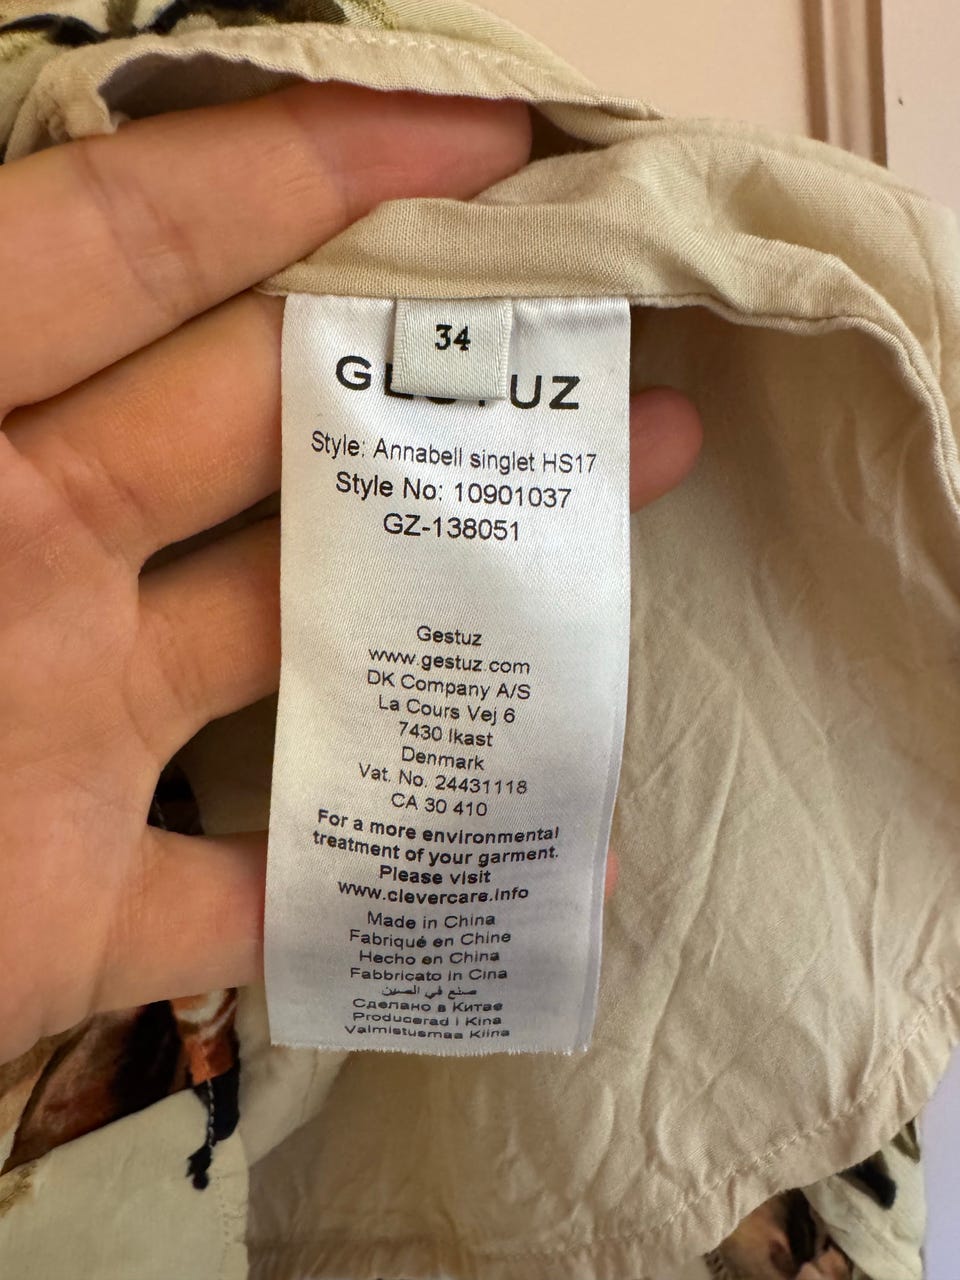 34
GESTUZ
Style: Annabell singlet HS17
Style No: 10901037
GZ-138051
Gestuz
www.gestuz.com
DK Company A/S
La Cours Vej 6
7430 Ikast
Denmark
Vat. No. 24431118
CA 30 410
For a more environmental
treatment of your garment.
Please visit
www.clevercare.info
Made in China
Fabriqué en Chine
Hecho en China
Fabbricato in Cina
صنع في الصين
Сделано в Китае
Producerad i Kina
Valmistusmaa Kiina